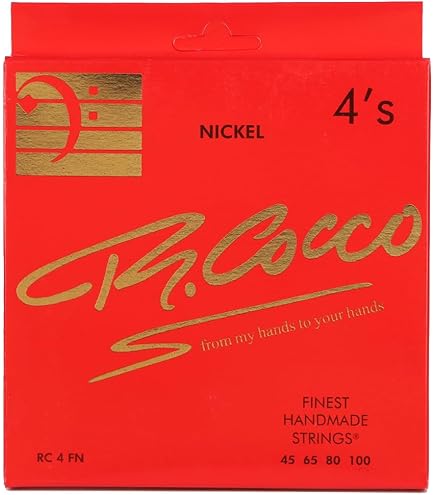 4's
NICKEL
R. Cocco
from my hands to your hands
FINEST
HANDMADE
STRINGS®
RC 4 FN
45 65 80 100